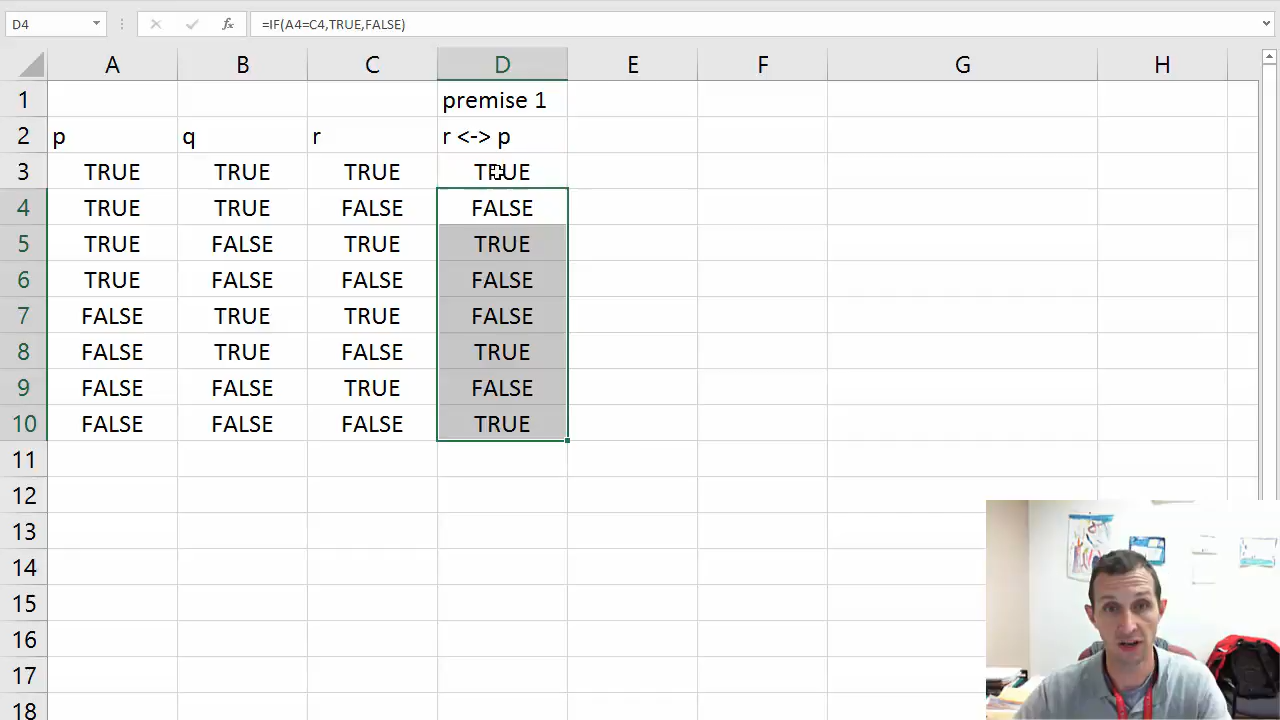 D4 fx =IF(A4=C4,TRUE,FALSE)
A B C D E F G H
1 premise 1
2 p q r r <-> p
3 TRUE TRUE TRUE TRUE
4 TRUE TRUE FALSE FALSE
5 TRUE FALSE TRUE TRUE
6 TRUE FALSE FALSE FALSE
7 FALSE TRUE TRUE FALSE
8 FALSE TRUE FALSE TRUE
9 FALSE FALSE TRUE FALSE
10 FALSE FALSE FALSE TRUE
11
12
13
14
15
16
17
18